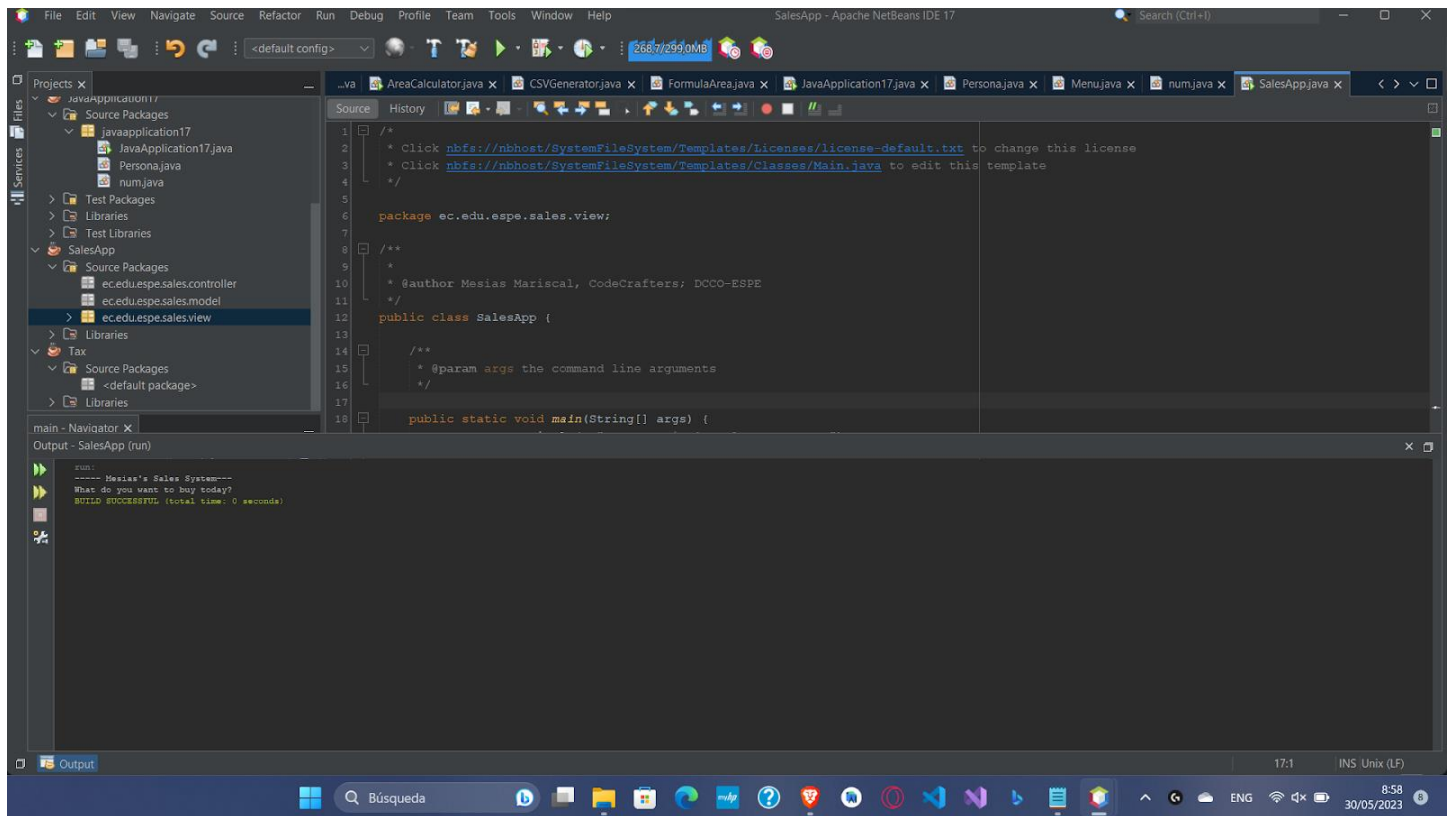 File Edit View Navigate Source Refactor Run Debug Profile Team Tools Window Help
SalesApp - Apache NetBeans IDE 17
Search (Ctrl+I)
<default config>
268,7/299,0MB
Projects
...va AreaCalculator.java CSVGenerator.java FormulaArea.java JavaApplication17.java Persona.java Menu.java num.java SalesApp.java
Files
Services
JavaApplication17
Source Packages
javaapplication17
JavaApplication17.java
Persona.java
num.java
Test Packages
Libraries
Test Libraries
SalesApp
Source Packages
ec.edu.espe.sales.controller
ec.edu.espe.sales.model
ec.edu.espe.sales.view
Libraries
Tax
Source Packages
<default package>
Libraries
main - Navigator
Source History
1 /*
2 * Click nbfs://nbhost/SystemFileSystem/Templates/Licenses/license-default.txt to change this license
3 * Click nbfs://nbhost/SystemFileSystem/Templates/Classes/Main.java to edit this template
4 */
5
6 package ec.edu.espe.sales.view;
7
8 /**
9 *
10 * @author Mesias Mariscal, CodeCrafters; DCCO-ESPE
11 */
12 public class SalesApp {
13
14 /**
15 * @param args the command line arguments
16 */
17
18 public static void main(String[] args) {
Output - SalesApp (run)
run:
----- Mesias's Sales System---
What do you want to buy today?
BUILD SUCCESSFUL (total time: 0 seconds)
Output
17:1 INS Unix (LF)
Búsqueda
myhp
ENG
8:58
30/05/2023
8